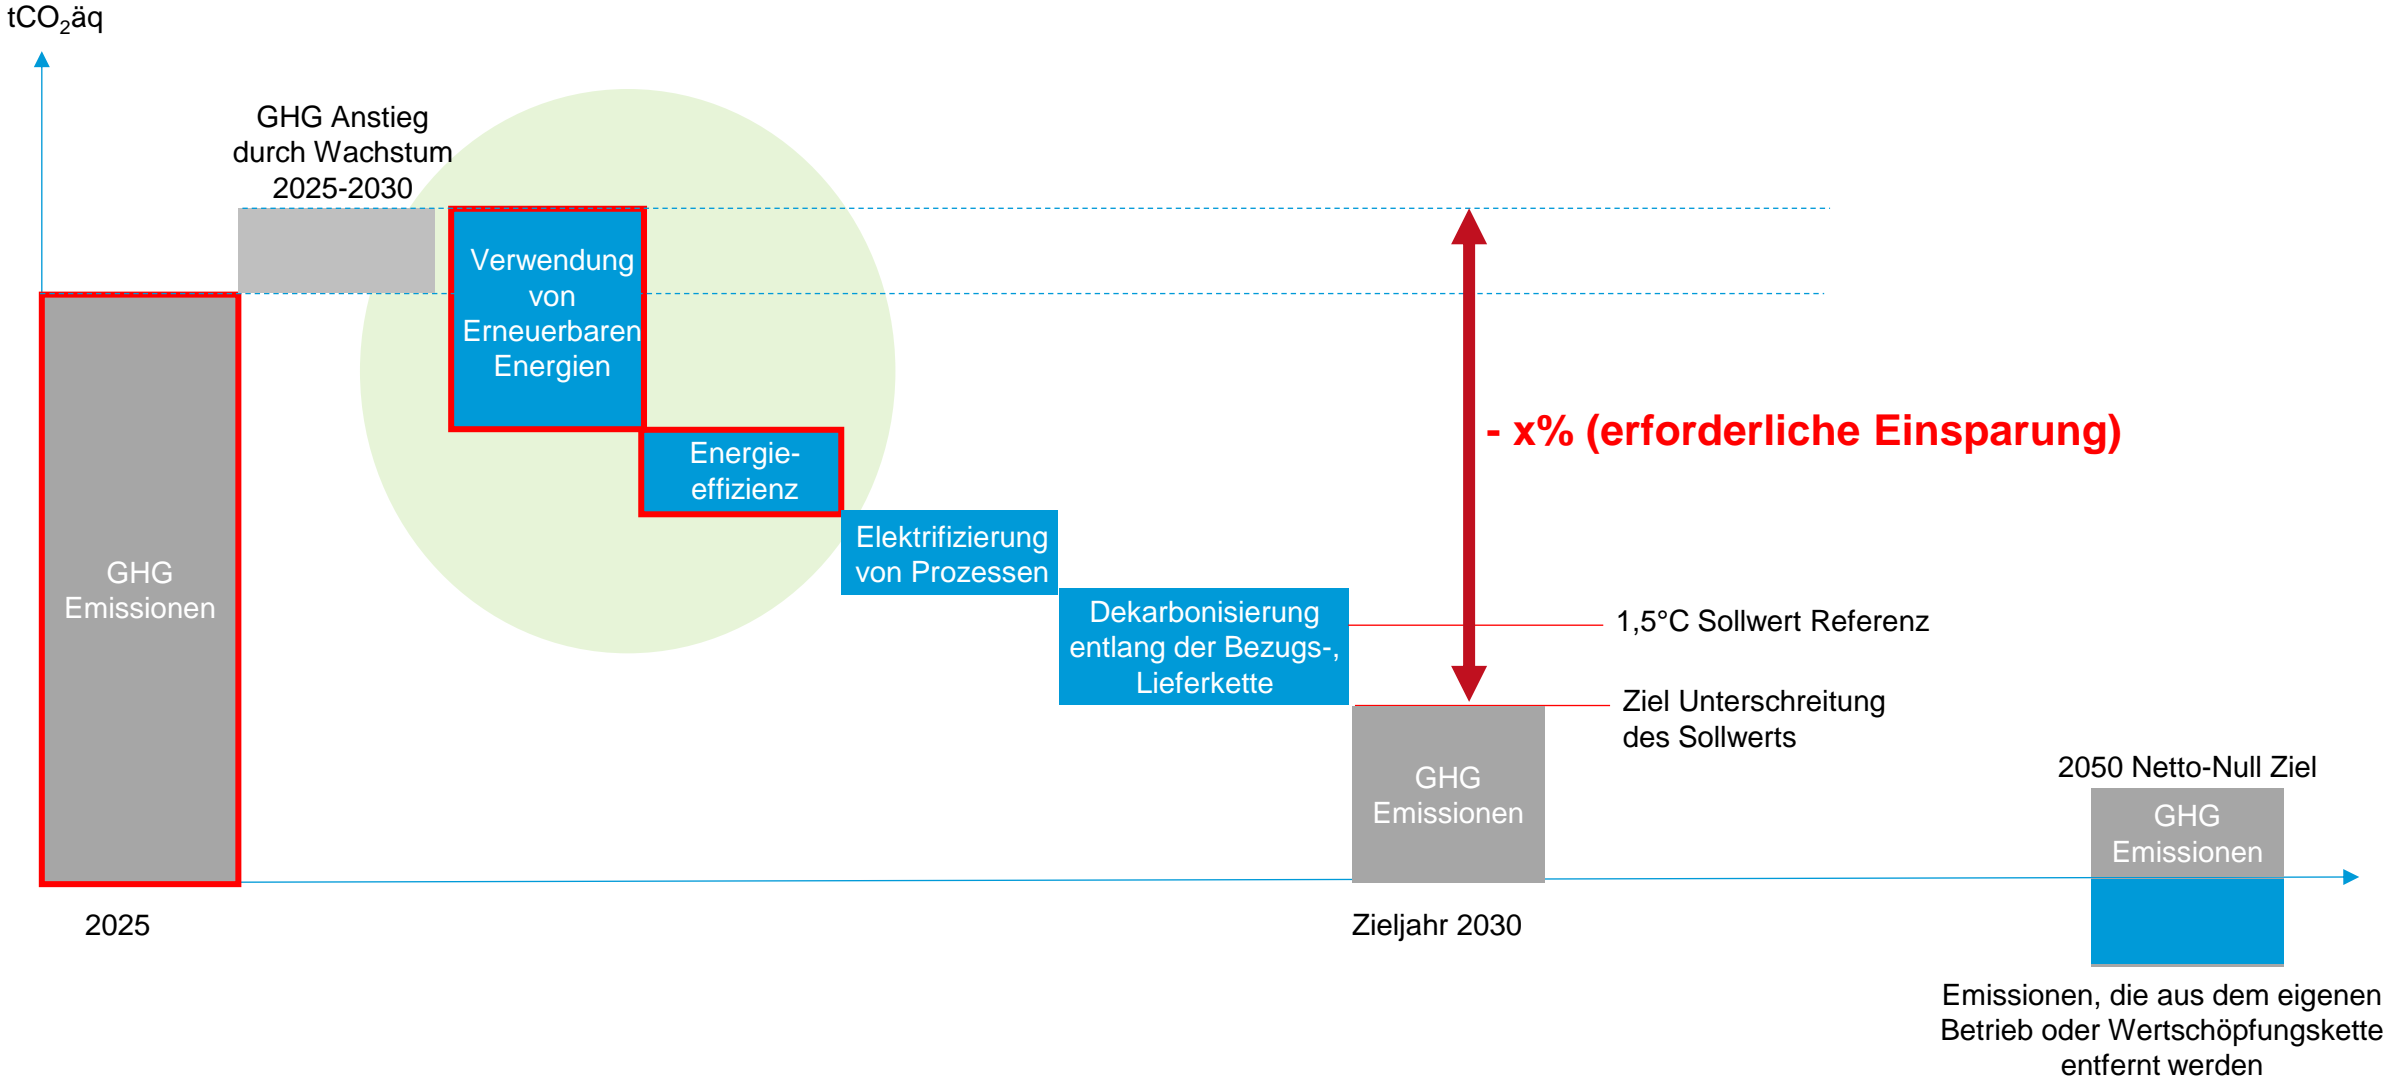 tCO₂äq
GHG Anstieg
durch Wachstum
2025-2030
Verwendung
von
Erneuerbaren
Energien
Energie-
effizienz
Elektrifizierung
von Prozessen
Dekarbonisierung
entlang der Bezugs-,
Lieferkette
GHG
Emissionen
- x% (erforderliche Einsparung)
1,5°C Sollwert Referenz
Ziel Unterschreitung
des Sollwerts
GHG
Emissionen
2050 Netto-Null Ziel
GHG
Emissionen
2025
Zieljahr 2030
Emissionen, die aus dem eigenen
Betrieb oder Wertschöpfungskette
entfernt werden